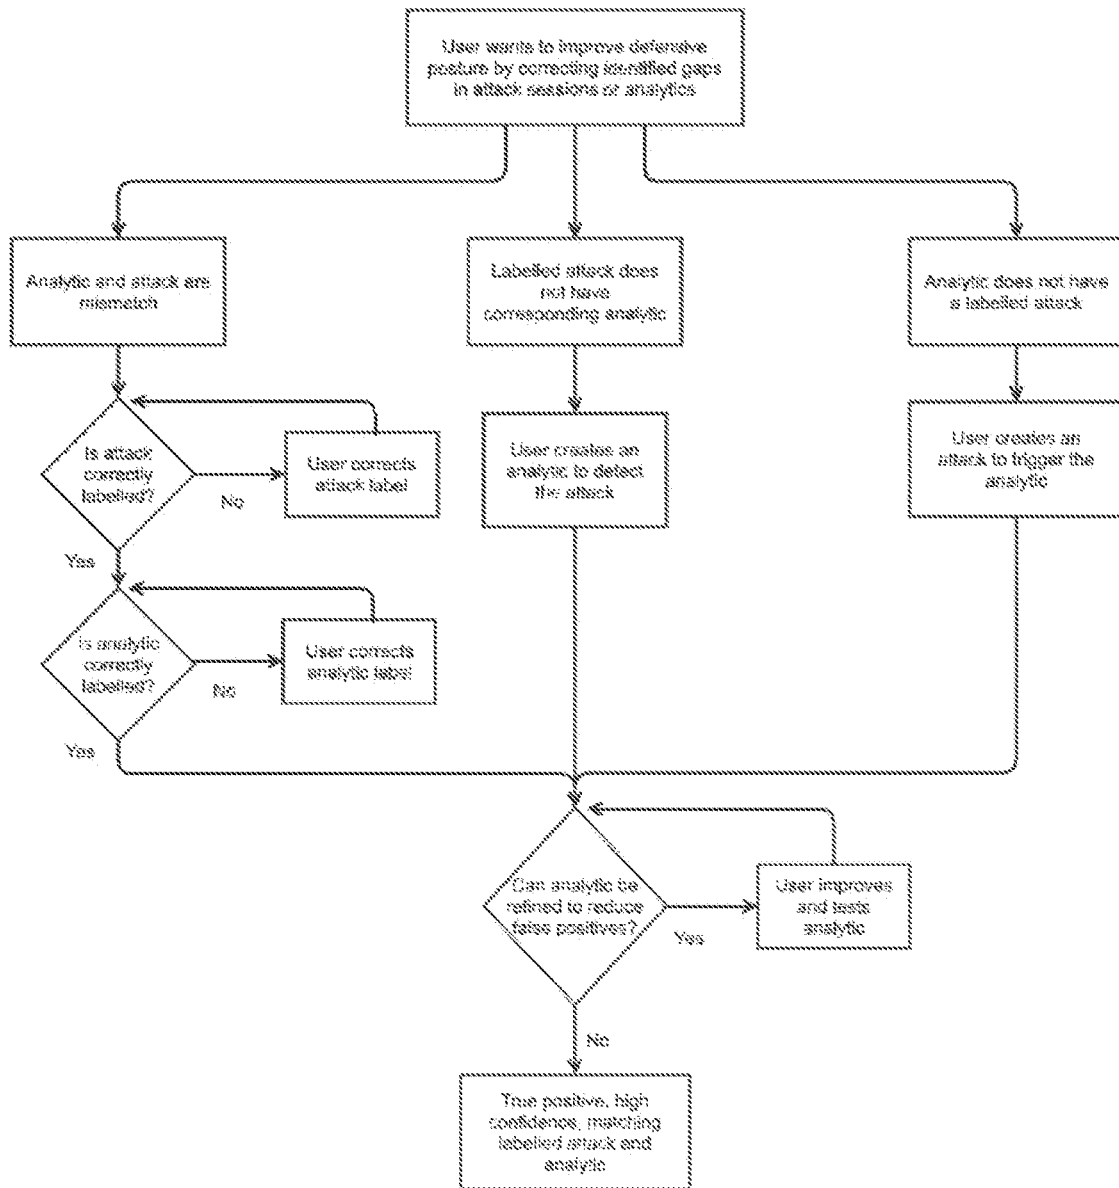 User wants to improve defensive
posture by correcting identified gaps
in attack sessions or analytics
Analytic and attack are
mismatch
Labelled attack does
not have
corresponding analytic
Analytic does not have
a labelled attack
Is attack
correctly
labelled?
No
User corrects
attack label
User creates an
analytic to detect
the attack
User creates an
attack to trigger the
analytic
Yes
Is analytic
correctly
labelled?
No
User corrects
analytic label
Yes
Can analytic be
refined to reduce
false positives?
Yes
User improves
and tests
analytic
No
True positive, high
confidence, matching
labelled attack and
analytic